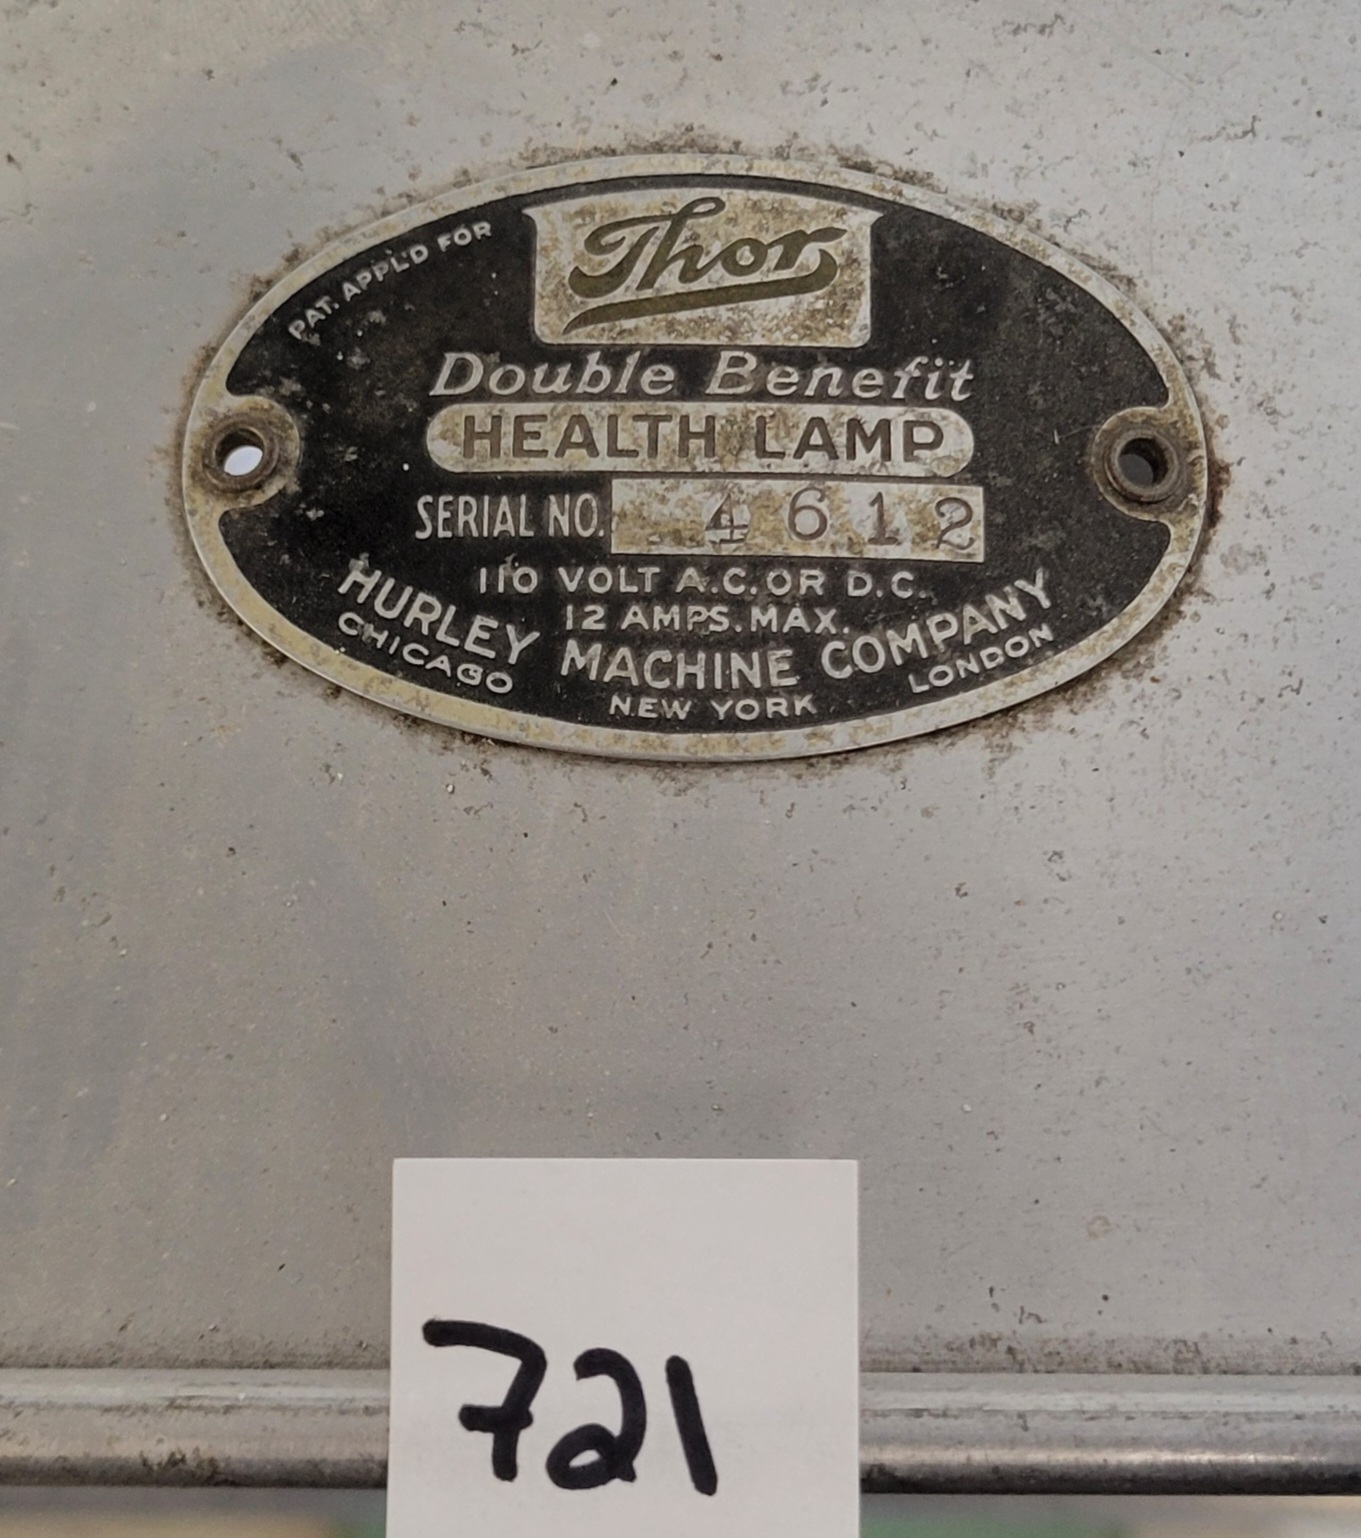 PAT. APPL'D FOR
Thor
Double Benefit
HEALTH LAMP
SERIAL NO. 4612
110 VOLT A.C. OR D.C.
12 AMPS. MAX.
HURLEY MACHINE COMPANY
CHICAGO NEW YORK LONDON
721